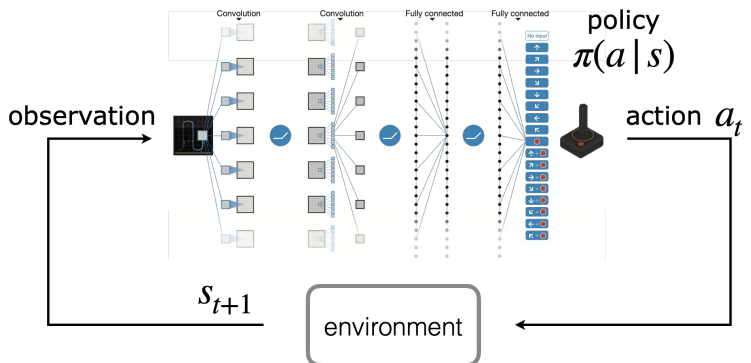 Convolution
Convolution
Fully connected
Fully connected
policy
π(a | s)
No input
observation
action a_t
s_{t+1}
environment